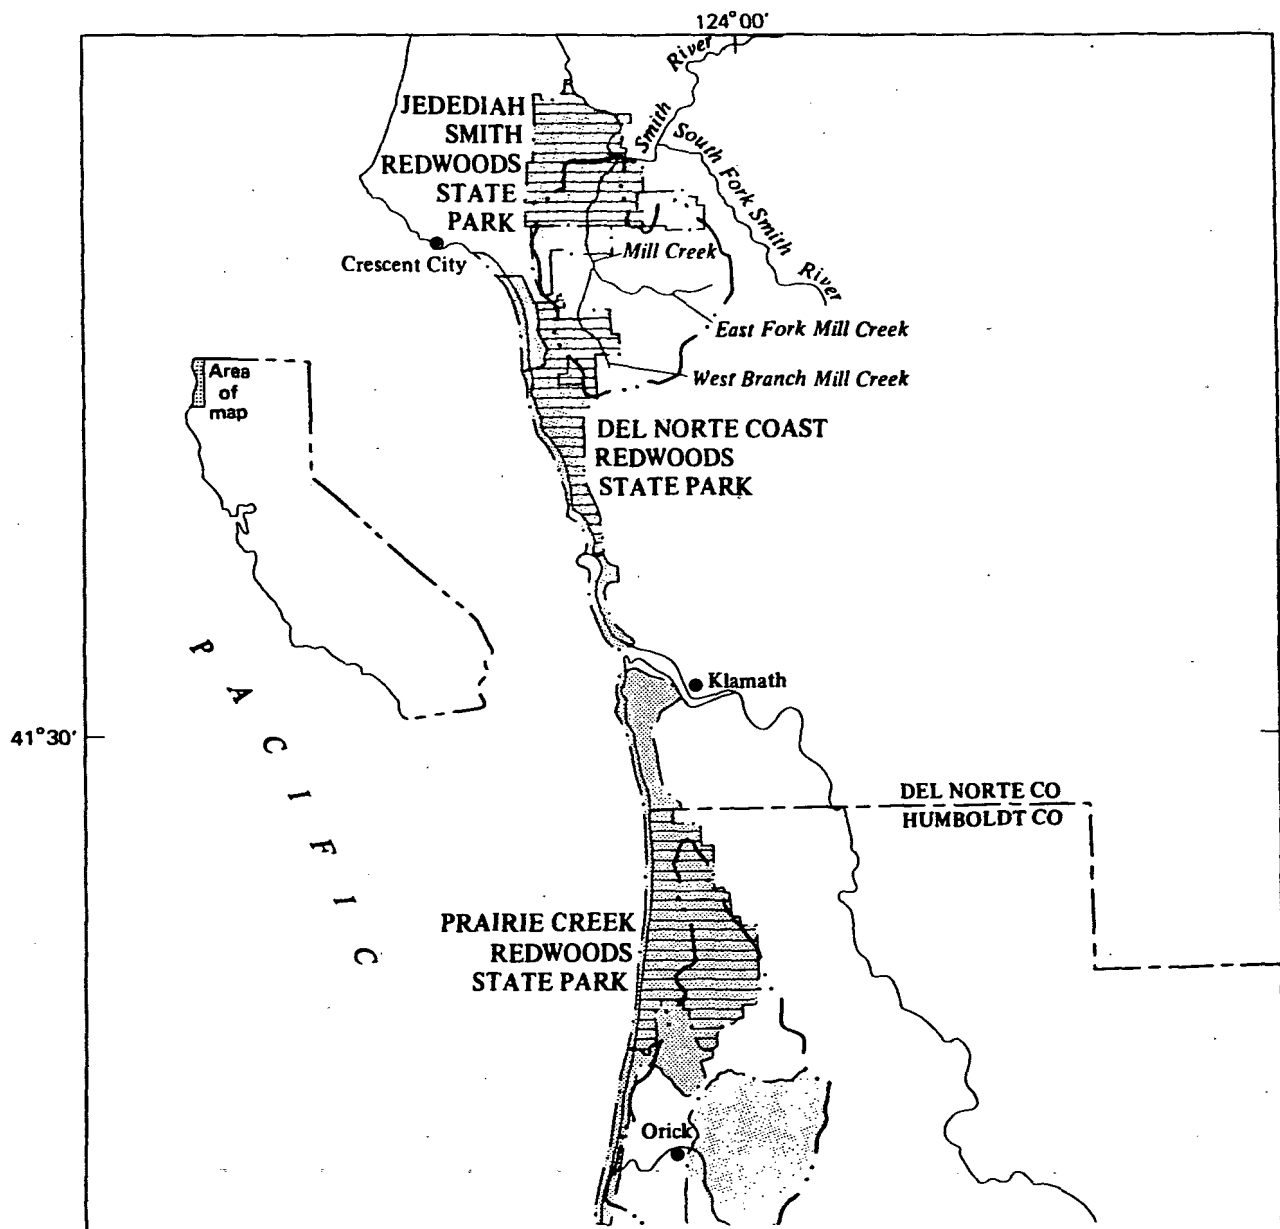 124°00'
JEDEDIAH
SMITH
REDWOODS
STATE
PARK
Smith River
South Fork Smith River
Crescent City
Mill Creek
East Fork Mill Creek
West Branch Mill Creek
Area
of
map
DEL NORTE COAST
REDWOODS
STATE PARK
PACIFIC
Klamath
41°30'
DEL NORTE CO
HUMBOLDT CO
PRAIRIE CREEK
REDWOODS
STATE PARK
Orick